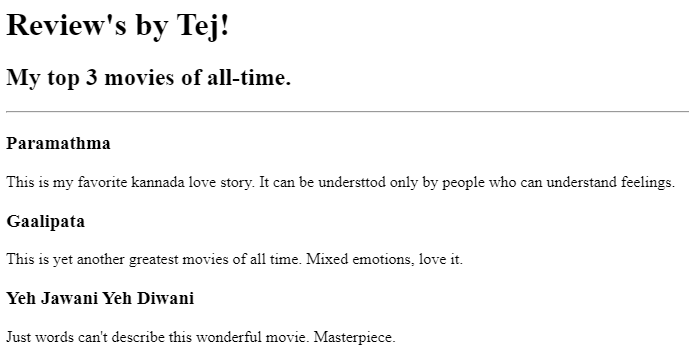 Review's by Tej!
My top 3 movies of all-time.
Paramathma
This is my favorite kannada love story. It can be understtod only by people who can understand feelings.
Gaalipata
This is yet another greatest movies of all time. Mixed emotions, love it.
Yeh Jawani Yeh Diwani
Just words can't describe this wonderful movie. Masterpiece.